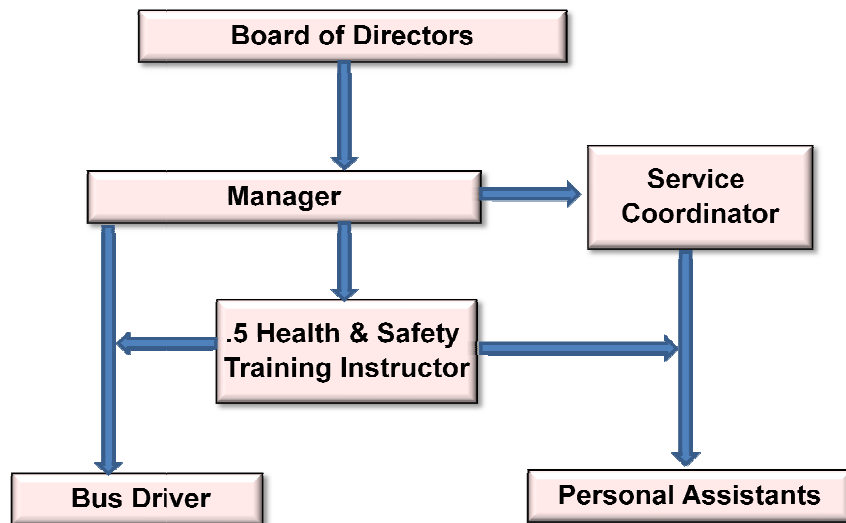 Board of Directors
Manager
Service
Coordinator
.5 Health & Safety
Training Instructor
Bus Driver
Personal Assistants